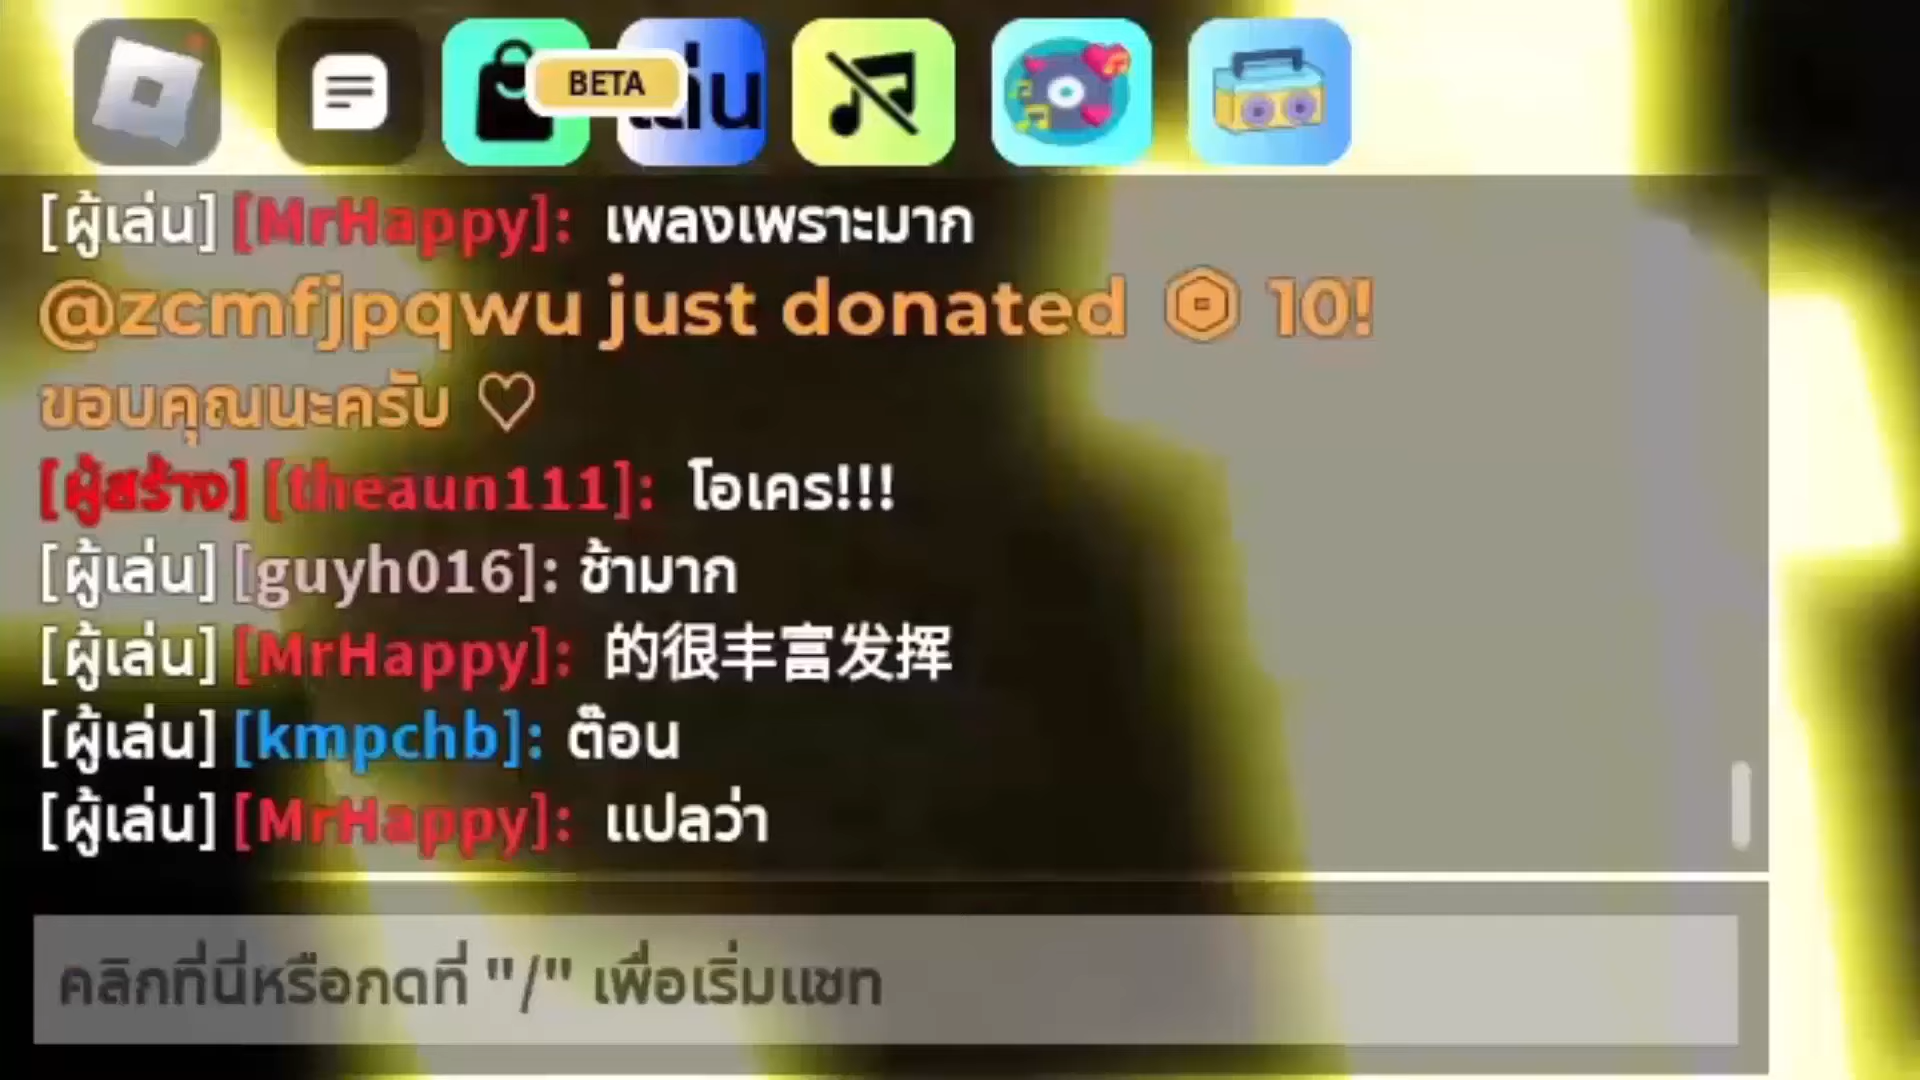 BETA
เล่น
[ผู้เล่น] [MrHappy]: เพลงเพราะมาก
@zcmfjpqwu just donated 10!
ขอบคุณนะครับ ♡
[ผู้สร้าง] [theaun111]: โอเคร!!!
[ผู้เล่น] [guyh016]: ช้ามาก
[ผู้เล่น] [MrHappy]: 的很丰富发挥
[ผู้เล่น] [kmpchb]: ต๊อน
[ผู้เล่น] [MrHappy]: แปลว่า
คลิกที่นี่หรือกดที่ "/" เพื่อเริ่มแชท